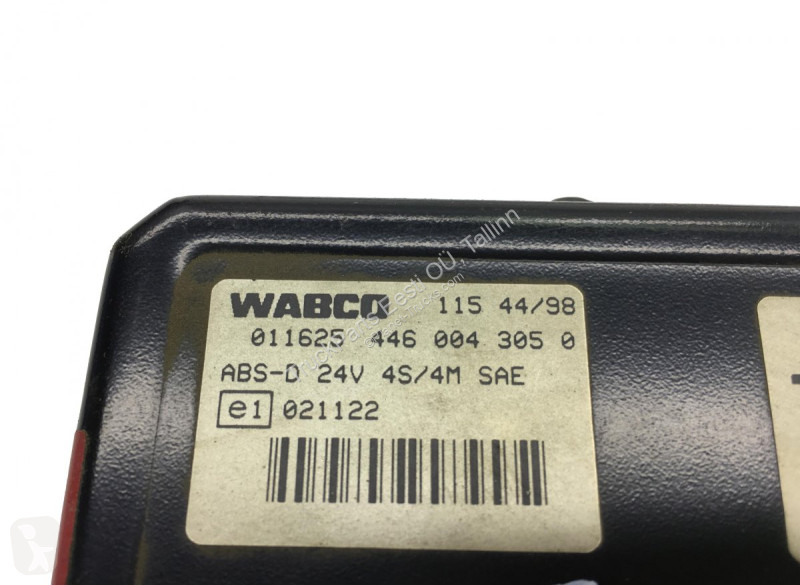 WABCO 115 44/98
011625 446 004 305 0
ABS-D 24V 4S/4M SAE
e1 021122